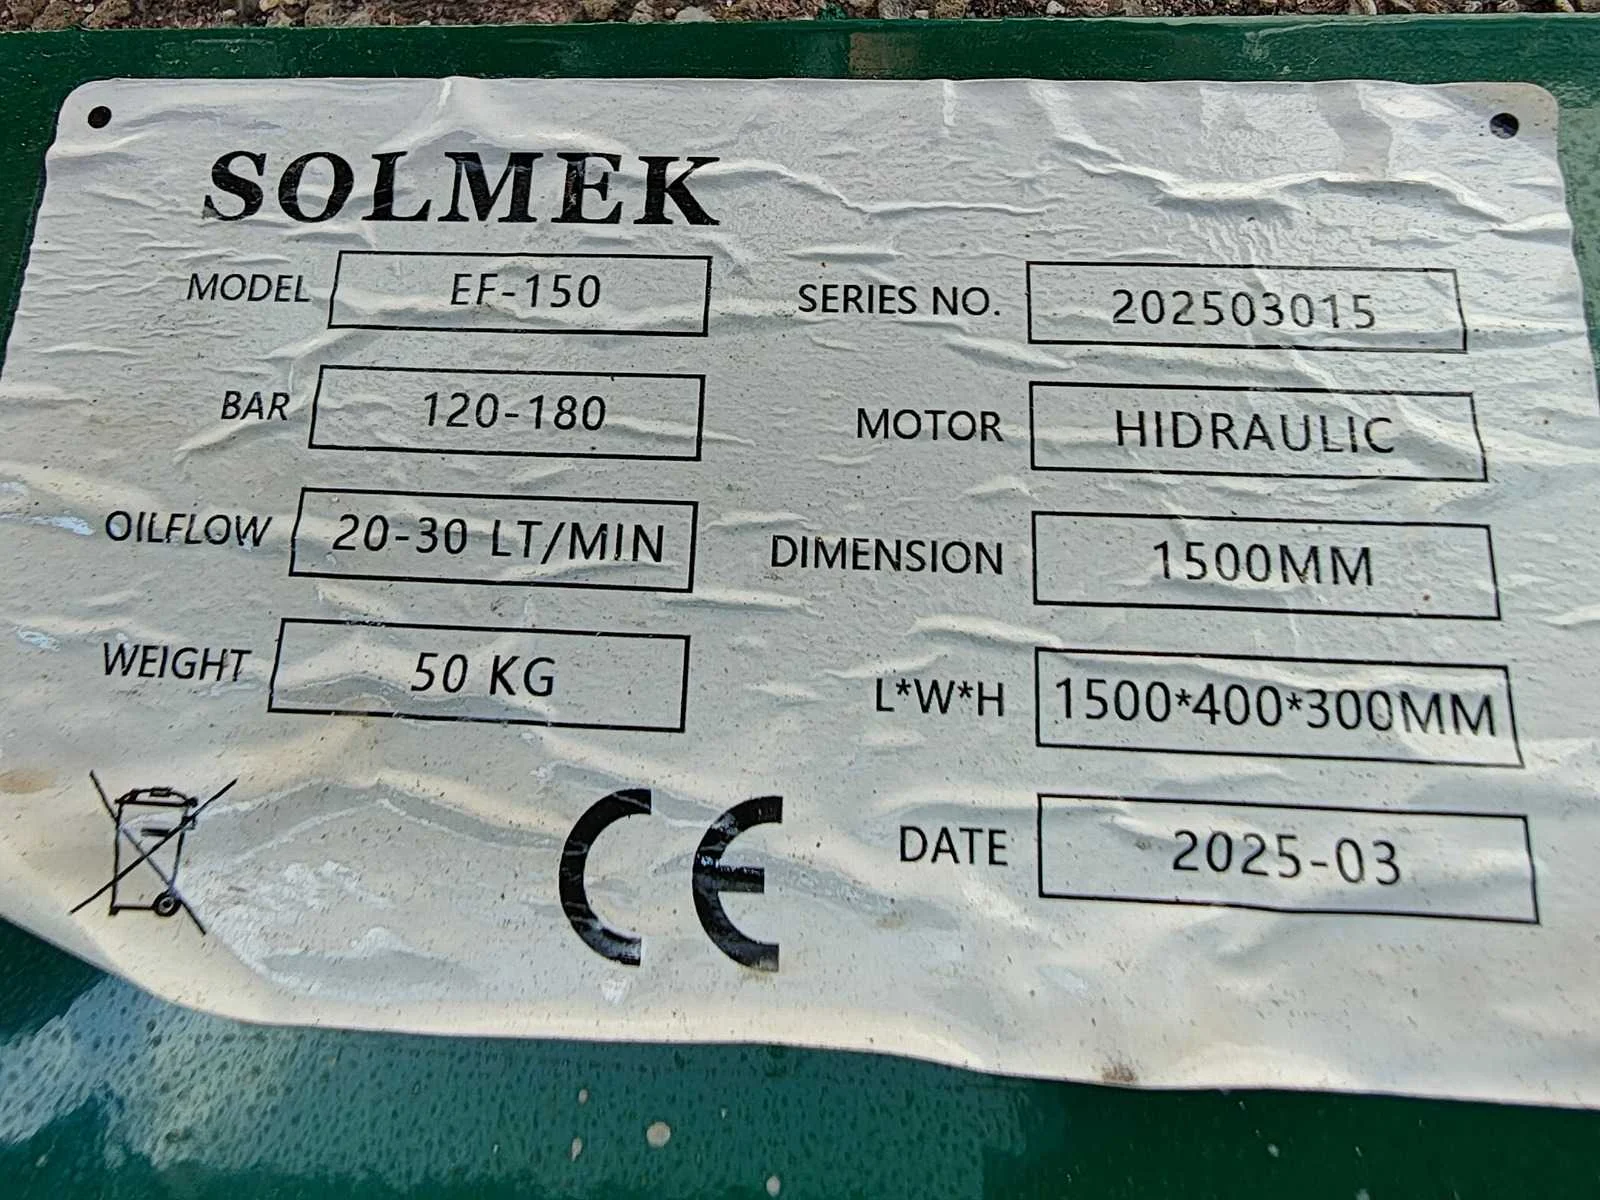 SOLMEK
MODEL EF-150
SERIES NO. 202503015
BAR 120-180
MOTOR HIDRAULIC
OILFLOW 20-30 LT/MIN
DIMENSION 1500MM
WEIGHT 50 KG
L*W*H 1500*400*300MM
CE
DATE 2025-03